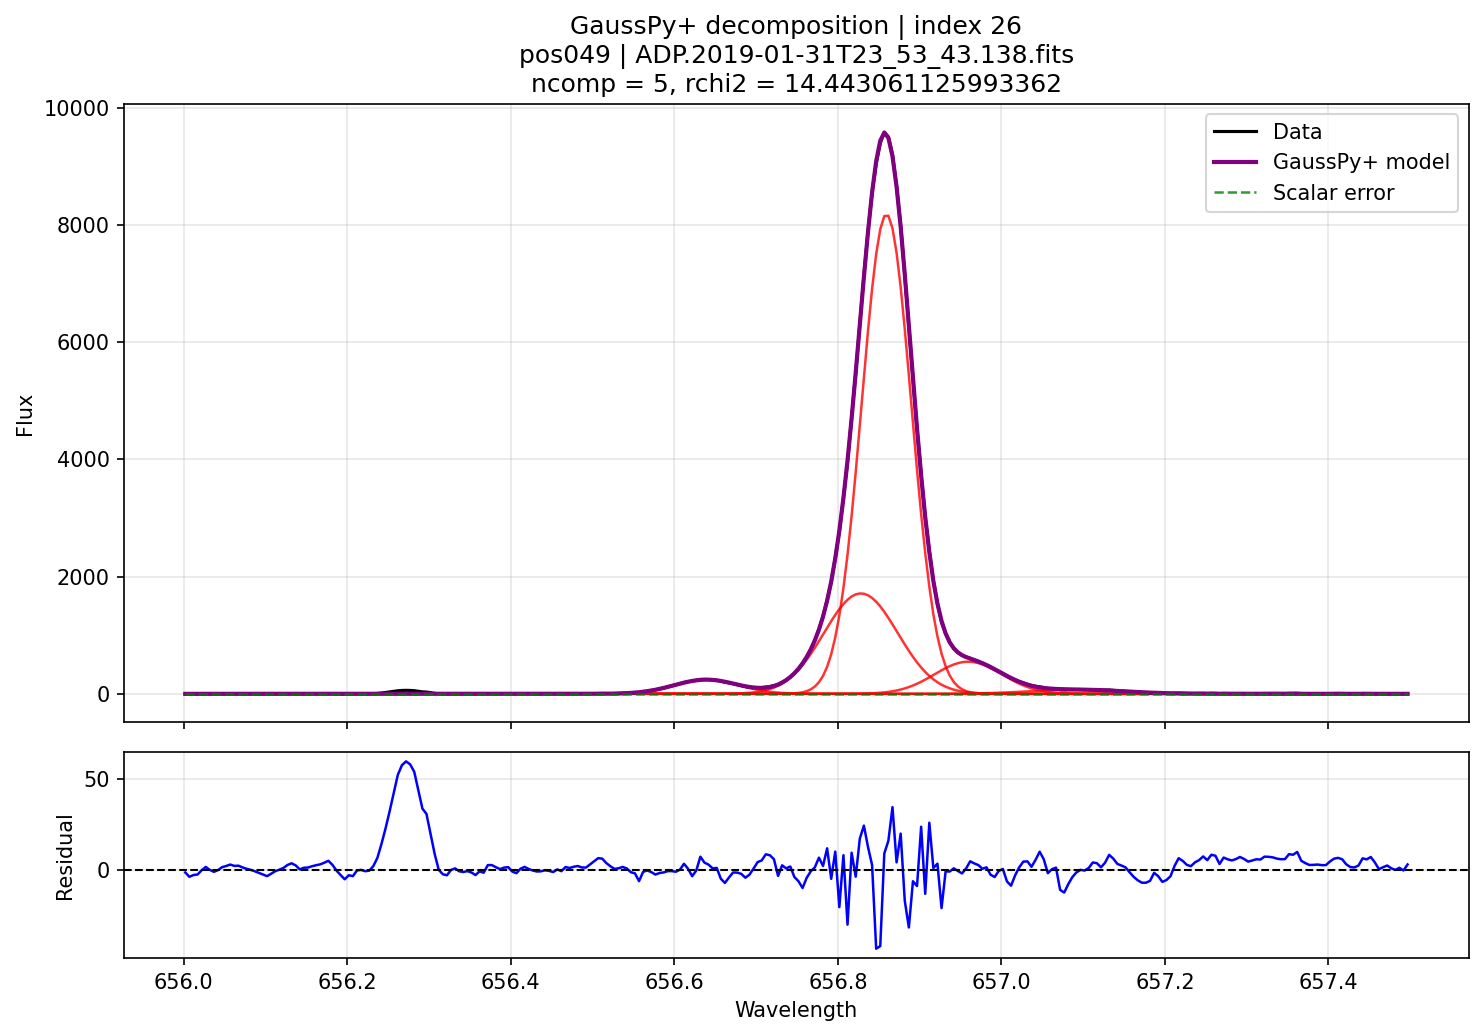 GaussPy+ decomposition | index 26
pos049 | ADP.2019-01-31T23_53_43.138.fits
ncomp = 5, rchi2 = 14.443061125993362
10000
8000
6000
4000
2000
0
Flux
Data
GaussPy+ model
Scalar error
50
0
Residual
656.0
656.2
656.4
656.6
656.8
657.0
657.2
657.4
Wavelength